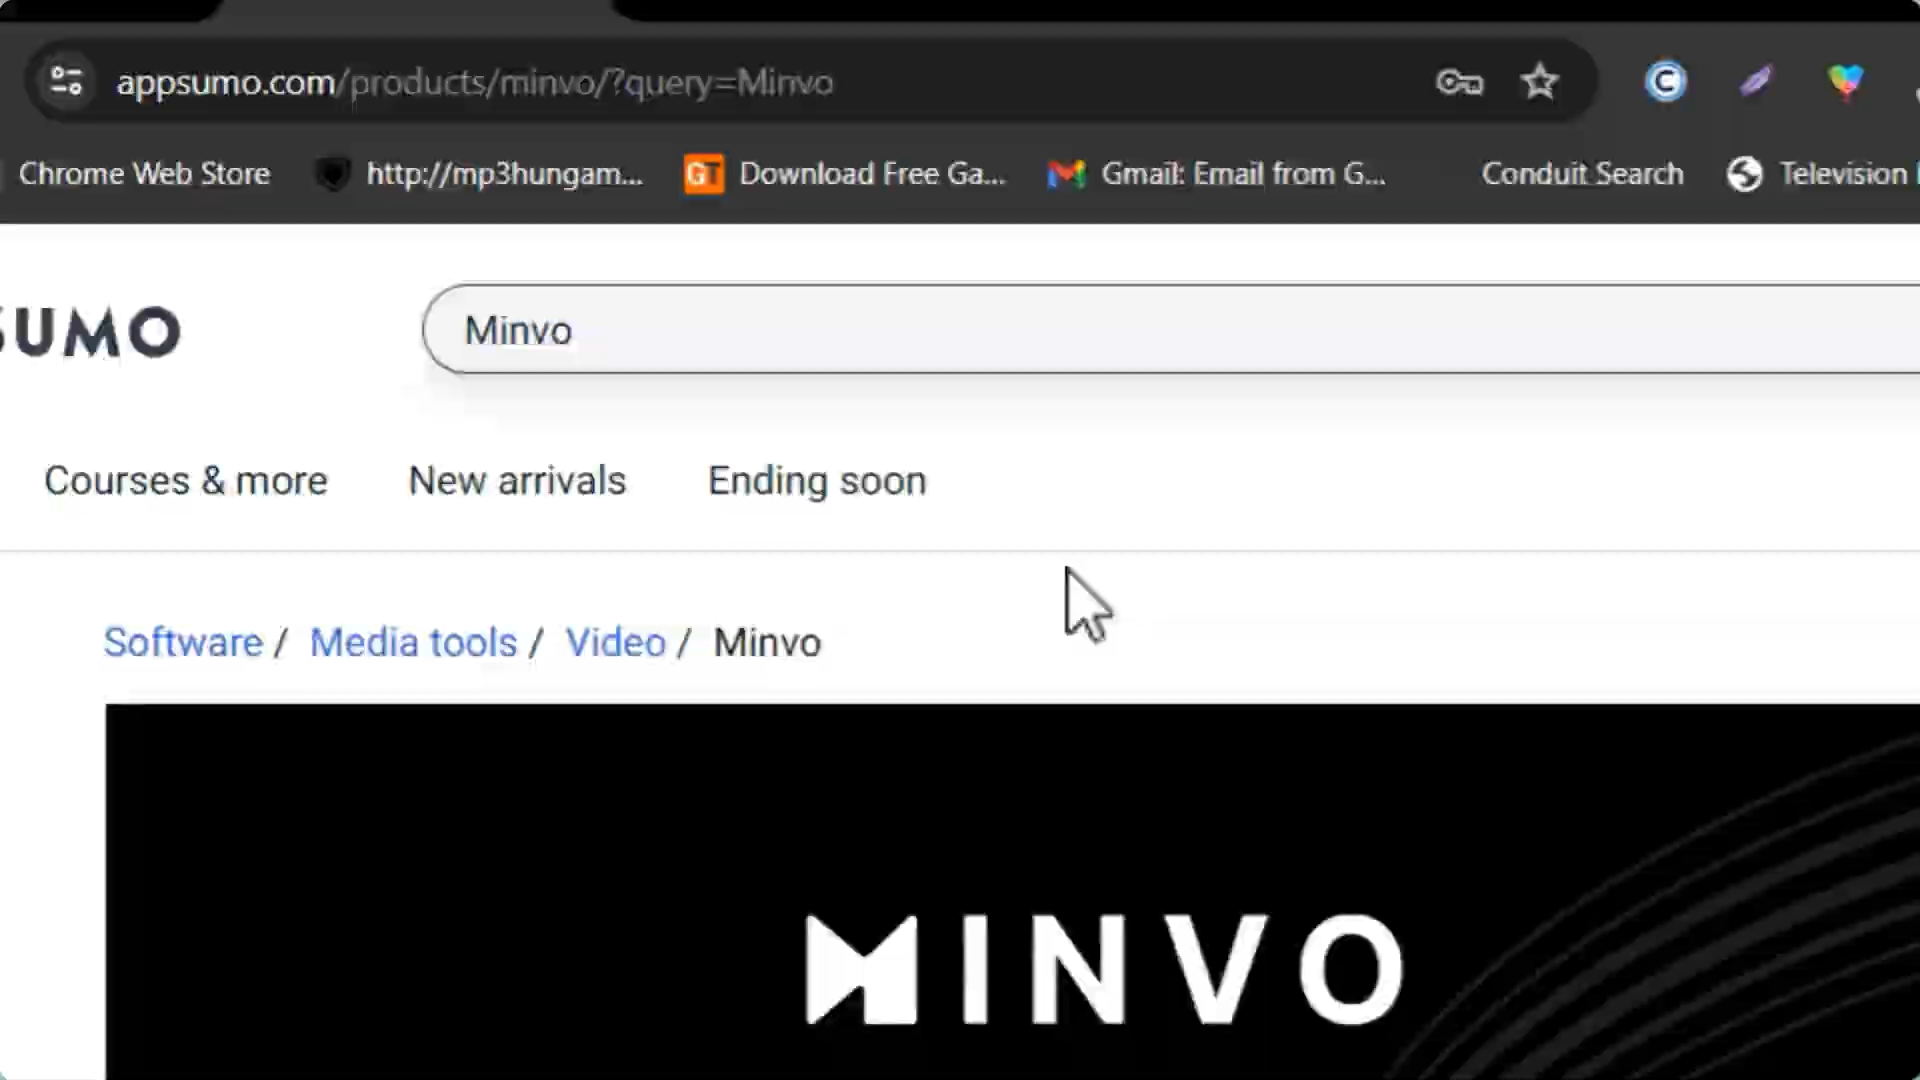 appsumo.com/products/minvo/?query=Minvo
Chrome Web Store http://mp3hungam... GT Download Free Ga... Gmail: Email from G... Conduit Search Television
SUMO Minvo
Courses & more New arrivals Ending soon
Software / Media tools / Video / Minvo
MINVO